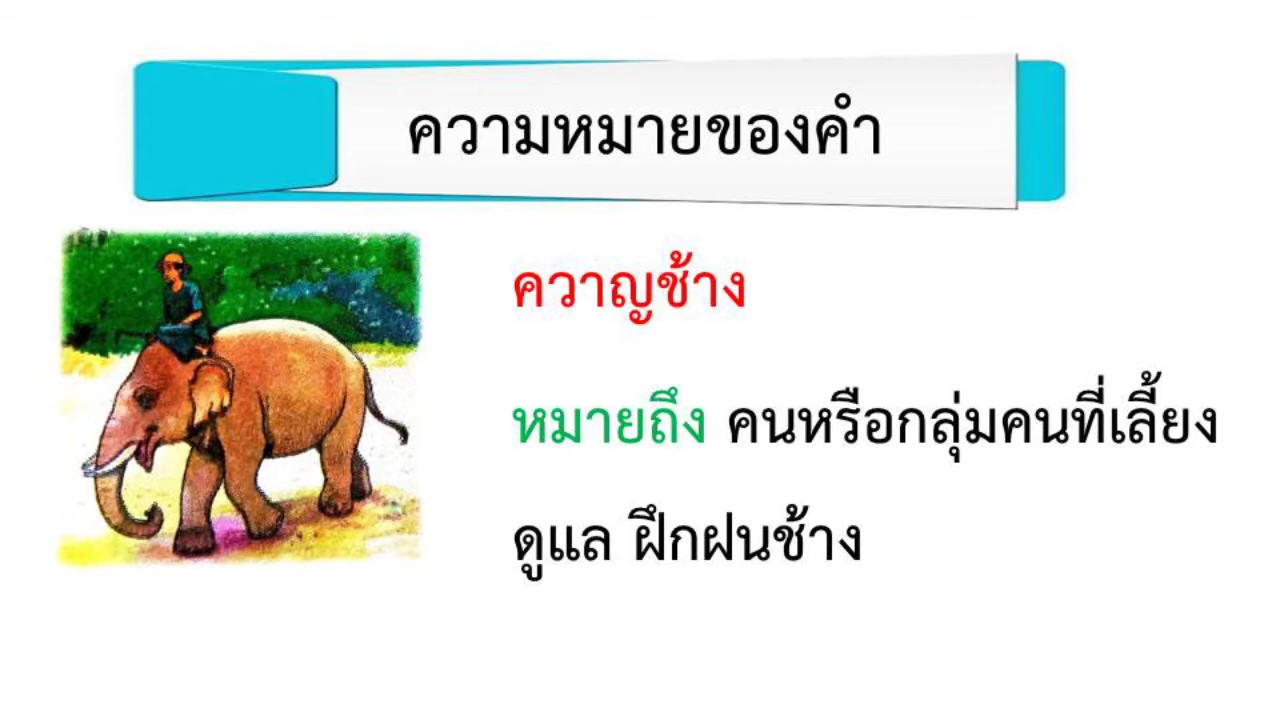 ความหมายของคำ
ควาญช้าง
หมายถึง คนหรือกลุ่มคนที่เลี้ยง
ดูแล ฝึกฝนช้าง